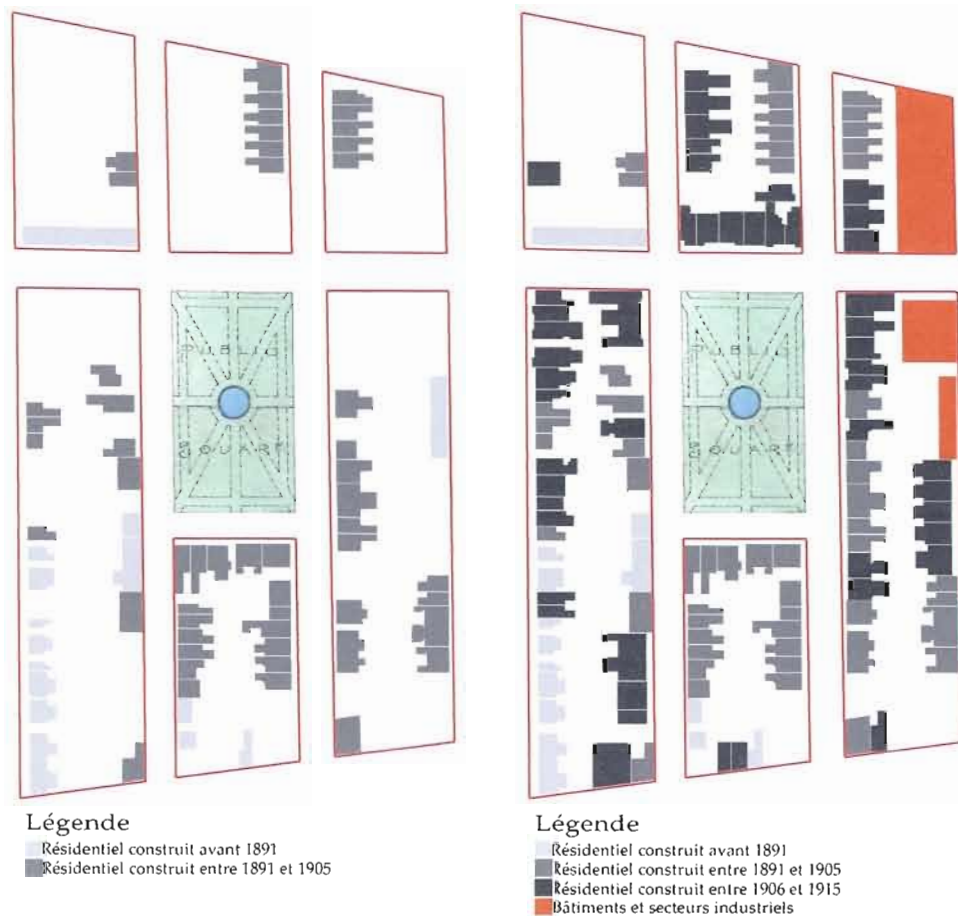 PUBLIC
SQUARE
PUBLIC
SQUARE
Légende
Résidentiel construit avant 1891
Résidentiel construit entre 1891 et 1905
Légende
Résidentiel construit avant 1891
Résidentiel construit entre 1891 et 1905
Résidentiel construit entre 1906 et 1915
Bâtiments et secteurs industriels